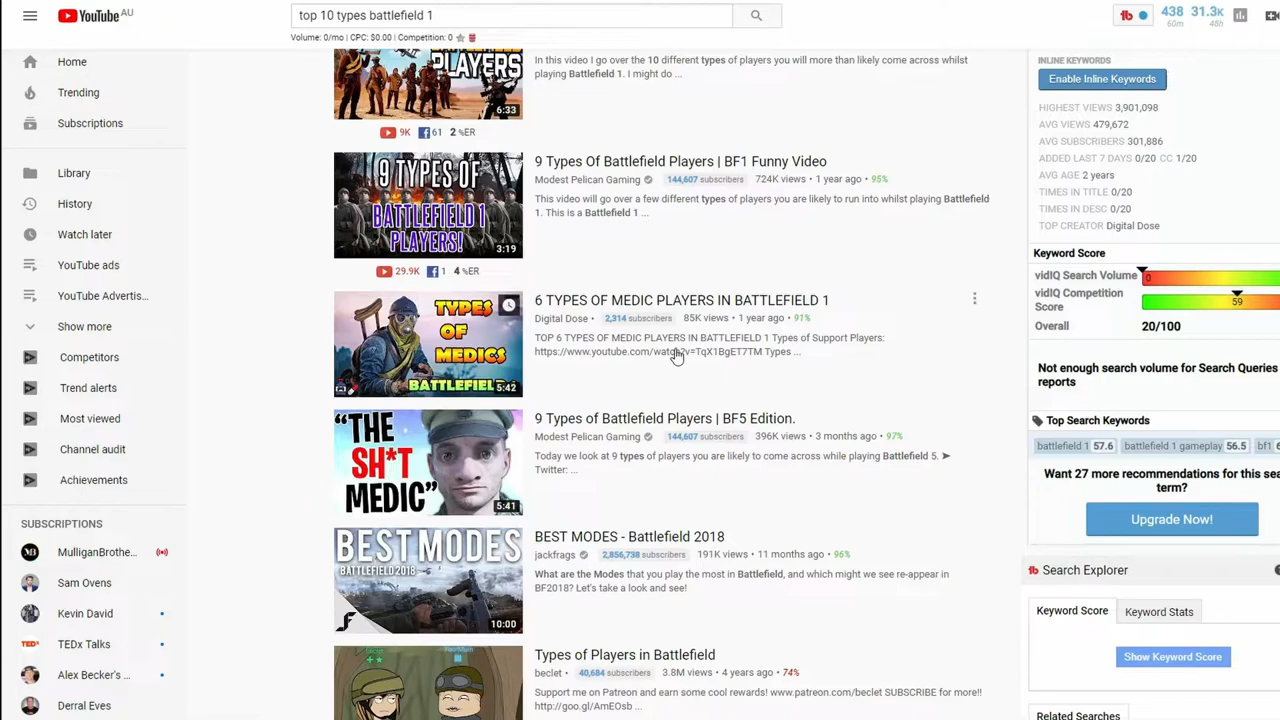 YouTube AU
top 10 types battlefield 1
438 31.3K
60m 48h
Volume: 0/mo | CPC: $0.00 | Competition: 0
Home
Trending
Subscriptions
Library
History
Watch later
YouTube ads
YouTube Advertis...
Show more
Competitors
Trend alerts
Most viewed
Channel audit
Achievements
SUBSCRIPTIONS
MulliganBrothe...
Sam Ovens
Kevin David
TEDx Talks
Alex Becker's ...
Derral Eves
PLAYERS
6:33
In this video I go over the 10 different types of players you will more than likely come across whilst
playing Battlefield 1. I might do ...
9K 61 2 %ER
9 TYPES OF
BATTLEFIELD 1
PLAYERS!
3:19
9 Types Of Battlefield Players | BF1 Funny Video
Modest Pelican Gaming 144,607 subscribers 724K views • 1 year ago • 95%
This video will go over a few different types of players you are likely to run into whilst playing Battlefield
1. This is a Battlefield 1 ...
29.9K 1 4 %ER
TYPES
OF
MEDICS
BATTLEFIEL
5:42
6 TYPES OF MEDIC PLAYERS IN BATTLEFIELD 1
Digital Dose • 2,314 subscribers 85K views • 1 year ago • 91%
TOP 6 TYPES OF MEDIC PLAYERS IN BATTLEFIELD 1 Types of Support Players:
https://www.youtube.com/watch?v=TqX1BgET7TM Types ...
"THE
SH*T
MEDIC"
5:41
9 Types of Battlefield Players | BF5 Edition.
Modest Pelican Gaming 144,607 subscribers 396K views • 3 months ago • 97%
Today we look at 9 types of players you are likely to come across while playing Battlefield 5. ➤
Twitter: ...
BEST MODES
BATTLEFIELD 2018
10:00
BEST MODES - Battlefield 2018
jackfrags 2,856,738 subscribers 191K views • 11 months ago • 96%
What are the Modes that you play the most in Battlefield, and which might we see re-appear in
BF2018? Let's take a look and see!
Types of Players in Battlefield
beclet • 40,684 subscribers 3.8M views • 4 years ago • 74%
Support me on Patreon and earn some cool rewards! www.patreon.com/beclet SUBSCRIBE for more!!
http://goo.gl/AmEOsb ...
INLINE KEYWORDS
Enable Inline Keywords
HIGHEST VIEWS 3,901,098
AVG VIEWS 479,672
AVG SUBSCRIBERS 301,886
ADDED LAST 7 DAYS 0/20 CC 1/20
AVG AGE 2 years
TIMES IN TITLE 0/20
TIMES IN DESC 0/20
TOP CREATOR Digital Dose
Keyword Score
vidIQ Search Volume 0
vidIQ Competition
Score 59
Overall 20/100
Not enough search volume for Search Queries
reports
Top Search Keywords
battlefield 1 57.6 battlefield 1 gameplay 56.5 bf1
Want 27 more recommendations for this sea
term?
Upgrade Now!
tb Search Explorer
Keyword Score Keyword Stats
Show Keyword Score
Related Searches